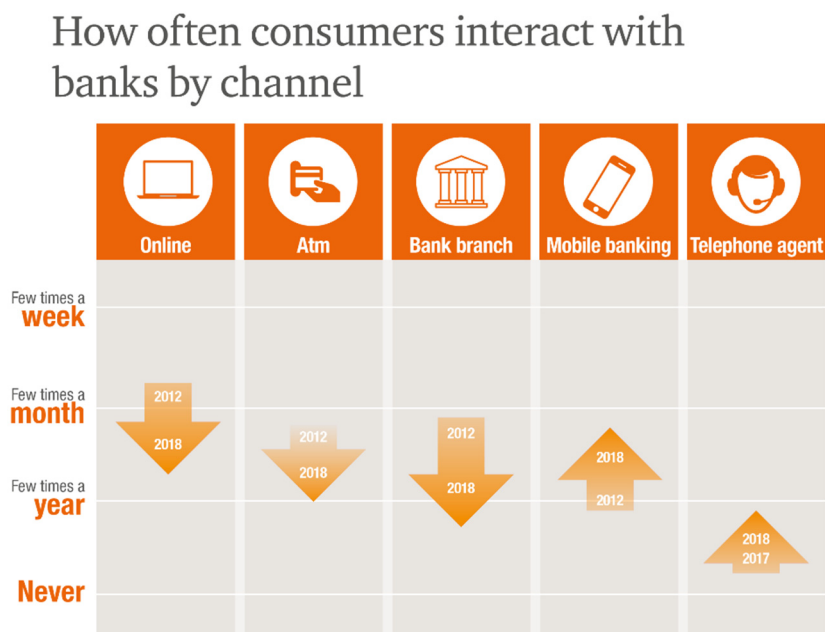 How often consumers interact with
banks by channel
Online
Atm
Bank branch
Mobile banking
Telephone agent
Few times a
week
Few times a
month
Few times a
year
Never
2012
2018
2012
2018
2012
2018
2018
2012
2018
2017